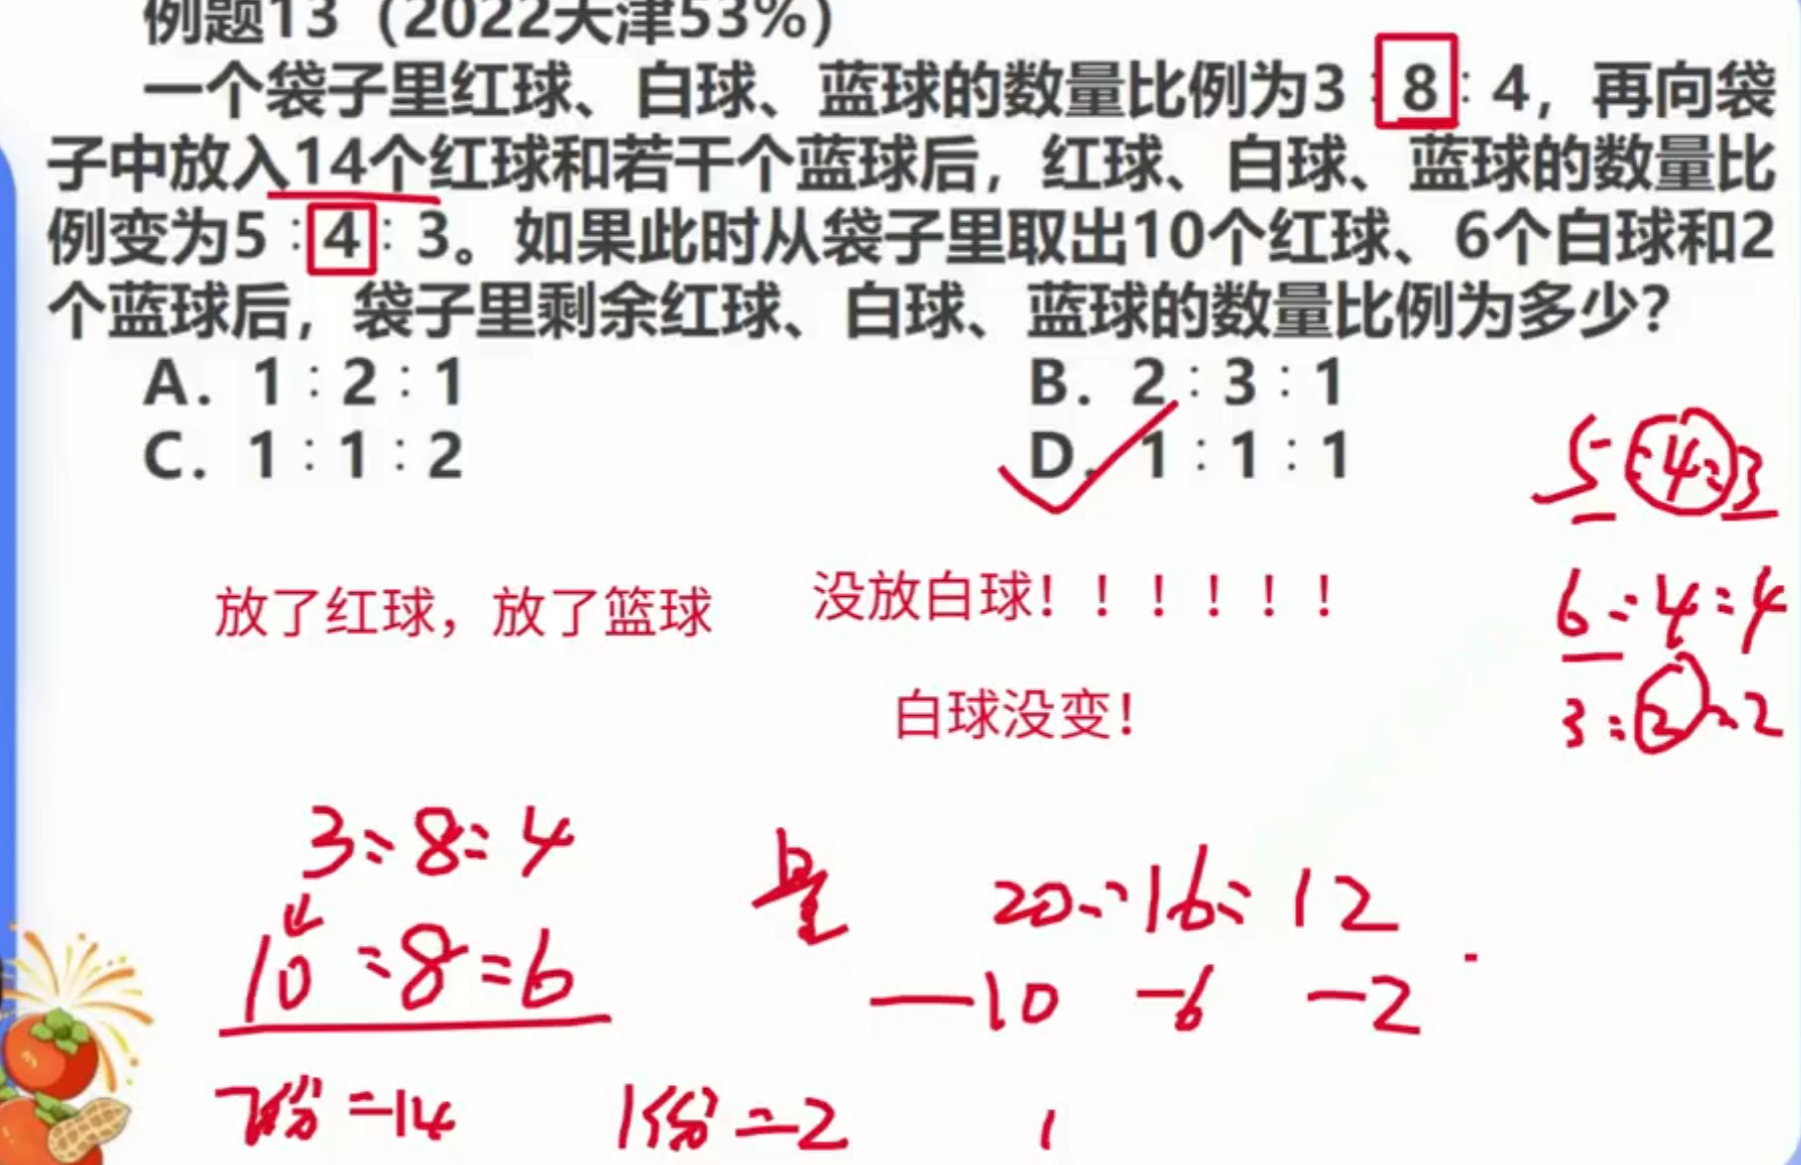 例题13（2022天津53%）
一个袋子里红球、白球、蓝球的数量比例为3：8：4，再向袋
子中放入14个红球和若干个蓝球后，红球、白球、蓝球的数量比
例变为5：4：3。如果此时从袋子里取出10个红球、6个白球和2
个蓝球后，袋子里剩余红球、白球、蓝球的数量比例为多少？
A．1：2：1
B．2：3：1
C．1：1：2
D．1：1：1
5:4:3
放了红球，放了篮球
没放白球！！！！！！
6:4:4
白球没变！
3:2:2
3:8:4
量
20:16:12
10:8:6
—10 -6 -2
7份=14
1份=2
1